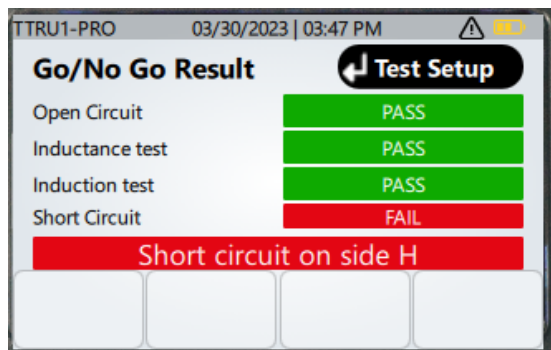 TTRU1-PRO 03/30/2023 | 03:47 PM
Go/No Go Result Test Setup
Open Circuit PASS
Inductance test PASS
Induction test PASS
Short Circuit FAIL
Short circuit on side H